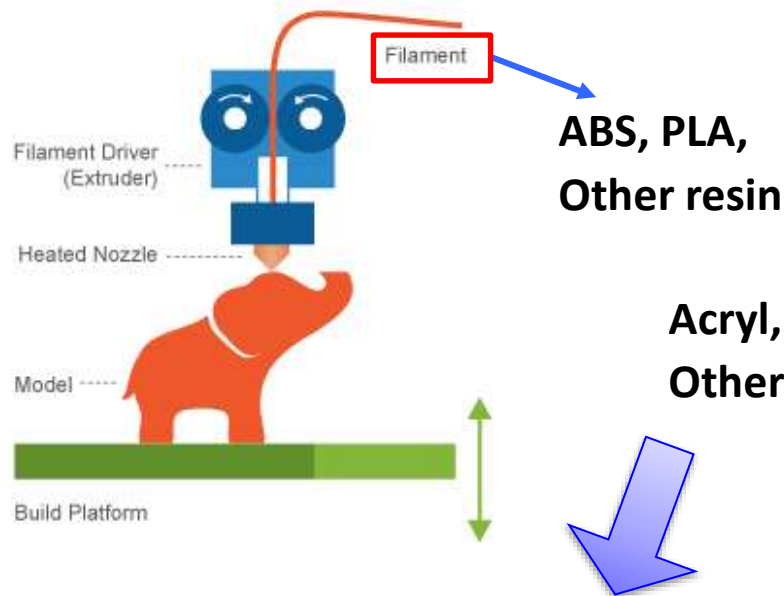 Filament
ABS, PLA,
Other resin
Filament Driver
(Extruder)
Heated Nozzle
Acryl,
Other
Model
Build Platform